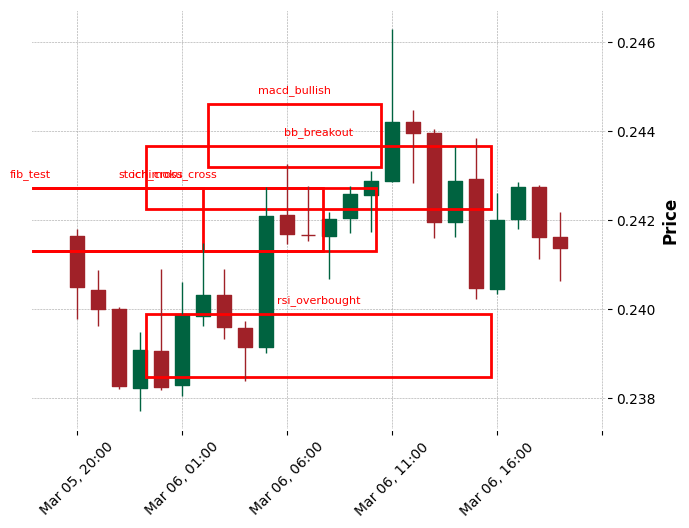 0.246
macd_bullish
0.244
bb_breakout
fib_test
ichimoku_cross
0.242
Price
0.240
rsi_overbought
0.238
Mar 05, 20:00
Mar 06, 01:00
Mar 06, 06:00
Mar 06, 11:00
Mar 06, 16:00